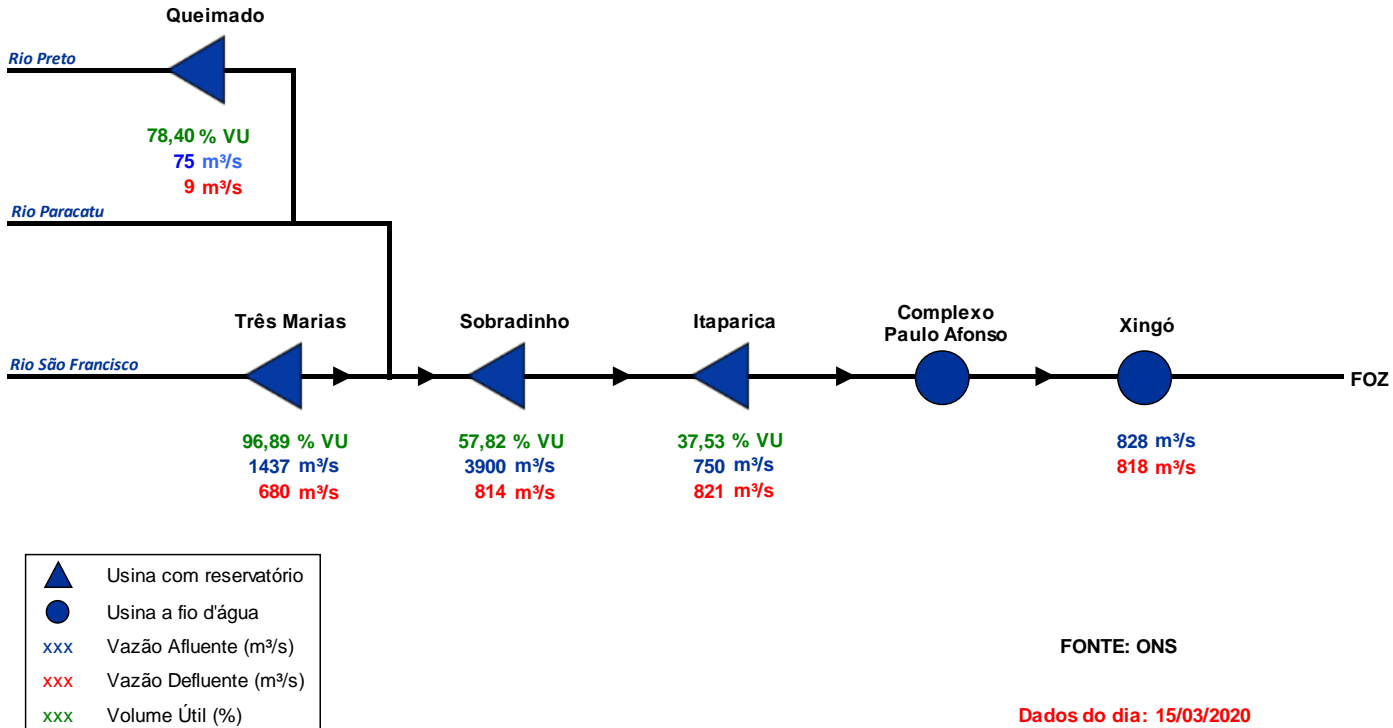 Queimado
Rio Preto
78,40 % VU
75 m³/s
9 m³/s
Rio Paracatu
Três Marias
Sobradinho
Itaparica
Complexo
Paulo Afonso
Xingó
Rio São Francisco
FOZ
96,89 % VU
1437 m³/s
680 m³/s
57,82 % VU
3900 m³/s
814 m³/s
37,53 % VU
750 m³/s
821 m³/s
828 m³/s
818 m³/s
Usina com reservatório
Usina a fio d'água
xxx Vazão Afluente (m³/s)
xxx Vazão Defluente (m³/s)
xxx Volume Útil (%)
FONTE: ONS
Dados do dia: 15/03/2020